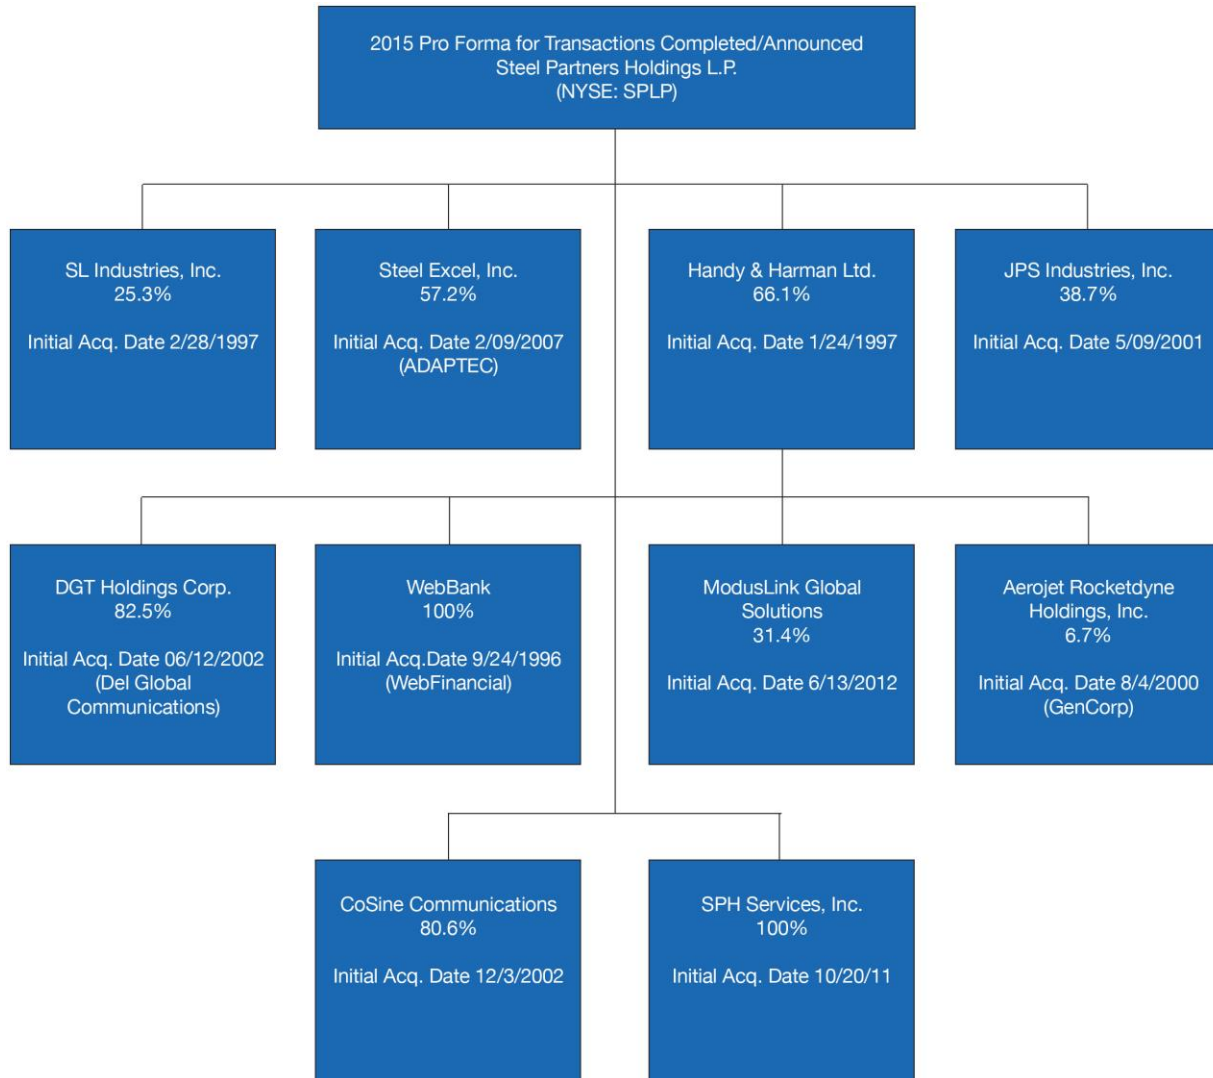 2015 Pro Forma for Transactions Completed/Announced
Steel Partners Holdings L.P.
(NYSE: SPLP)
SL Industries, Inc.
25.3%
Initial Acq. Date 2/28/1997
Steel Excel, Inc.
57.2%
Initial Acq. Date 2/09/2007
(ADAPTEC)
Handy & Harman Ltd.
66.1%
Initial Acq. Date 1/24/1997
JPS Industries, Inc.
38.7%
Initial Acq. Date 5/09/2001
DGT Holdings Corp.
82.5%
Initial Acq. Date 06/12/2002
(Del Global
Communications)
WebBank
100%
Initial Acq.Date 9/24/1996
(WebFinancial)
ModusLink Global
Solutions
31.4%
Initial Acq. Date 6/13/2012
Aerojet Rocketdyne
Holdings, Inc.
6.7%
Initial Acq. Date 8/4/2000
(GenCorp)
CoSine Communications
80.6%
Initial Acq. Date 12/3/2002
SPH Services, Inc.
100%
Initial Acq. Date 10/20/11